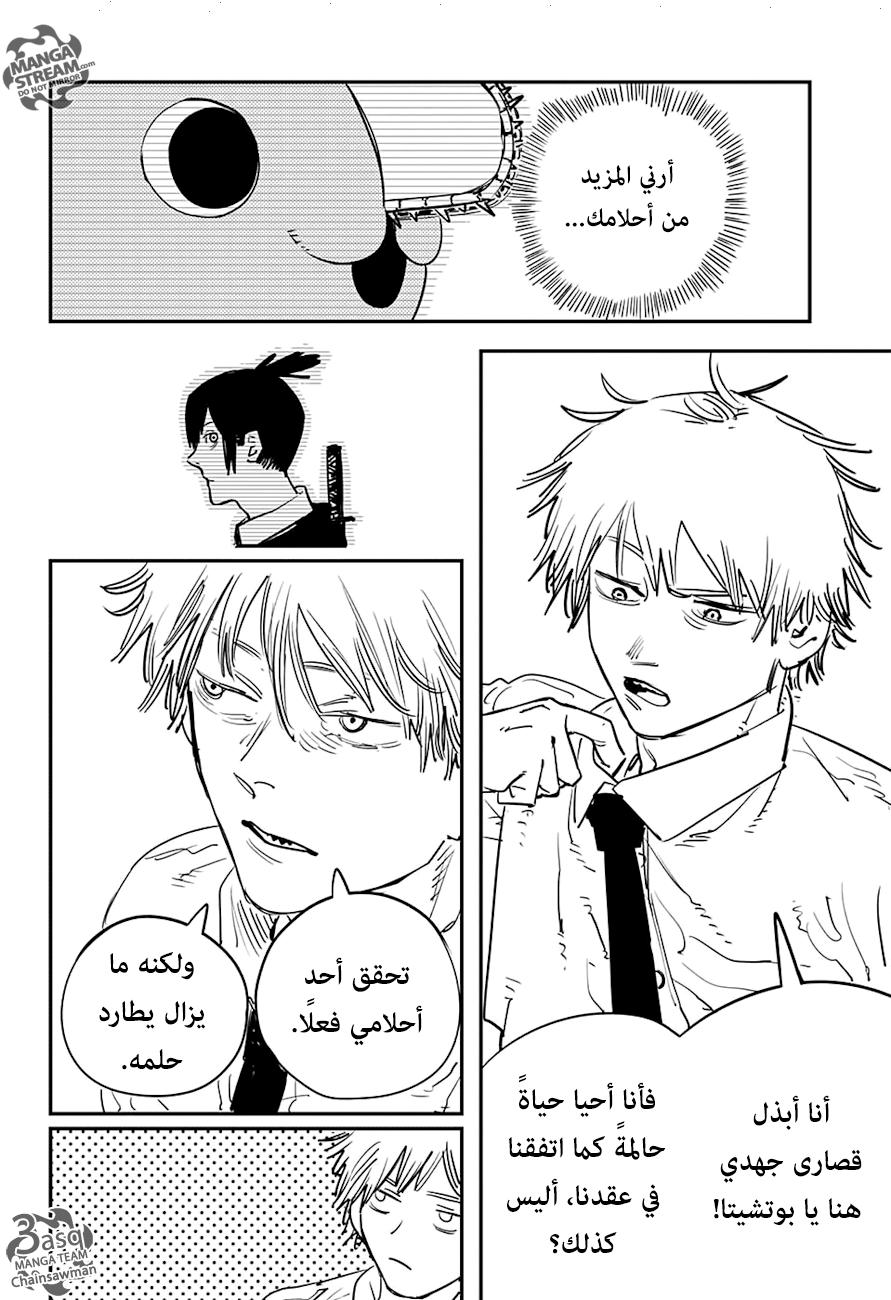 MANGA
STREAM.com
DO NOT MIRROR
أرني المزيد
من أحلامك...
أنا أبذل
قصارى جهدي
هنا يا بوتشيتا!
فأنا أحيا حياةً
حالمةً كما اتفقنا
في عقدنا، أليس
كذلك؟
تحقق أحد
أحلامي فعلًا.
ولكنه ما
يزال يطارد
حلمه.
3asq
MANGA TEAM
Chainsawman